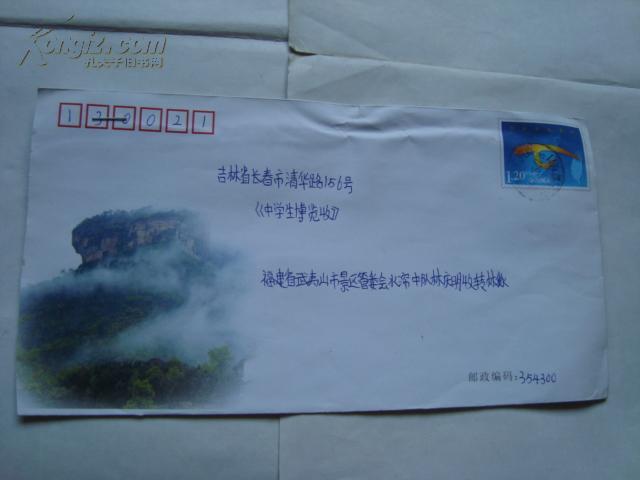 Kongfz.com
孔夫子旧书网
130021
1.20
吉林省长春市清华路156号
《中学生博览收》
福建省武夷山市景区管委会水帘中队林庆明收转林
邮政编码:354300